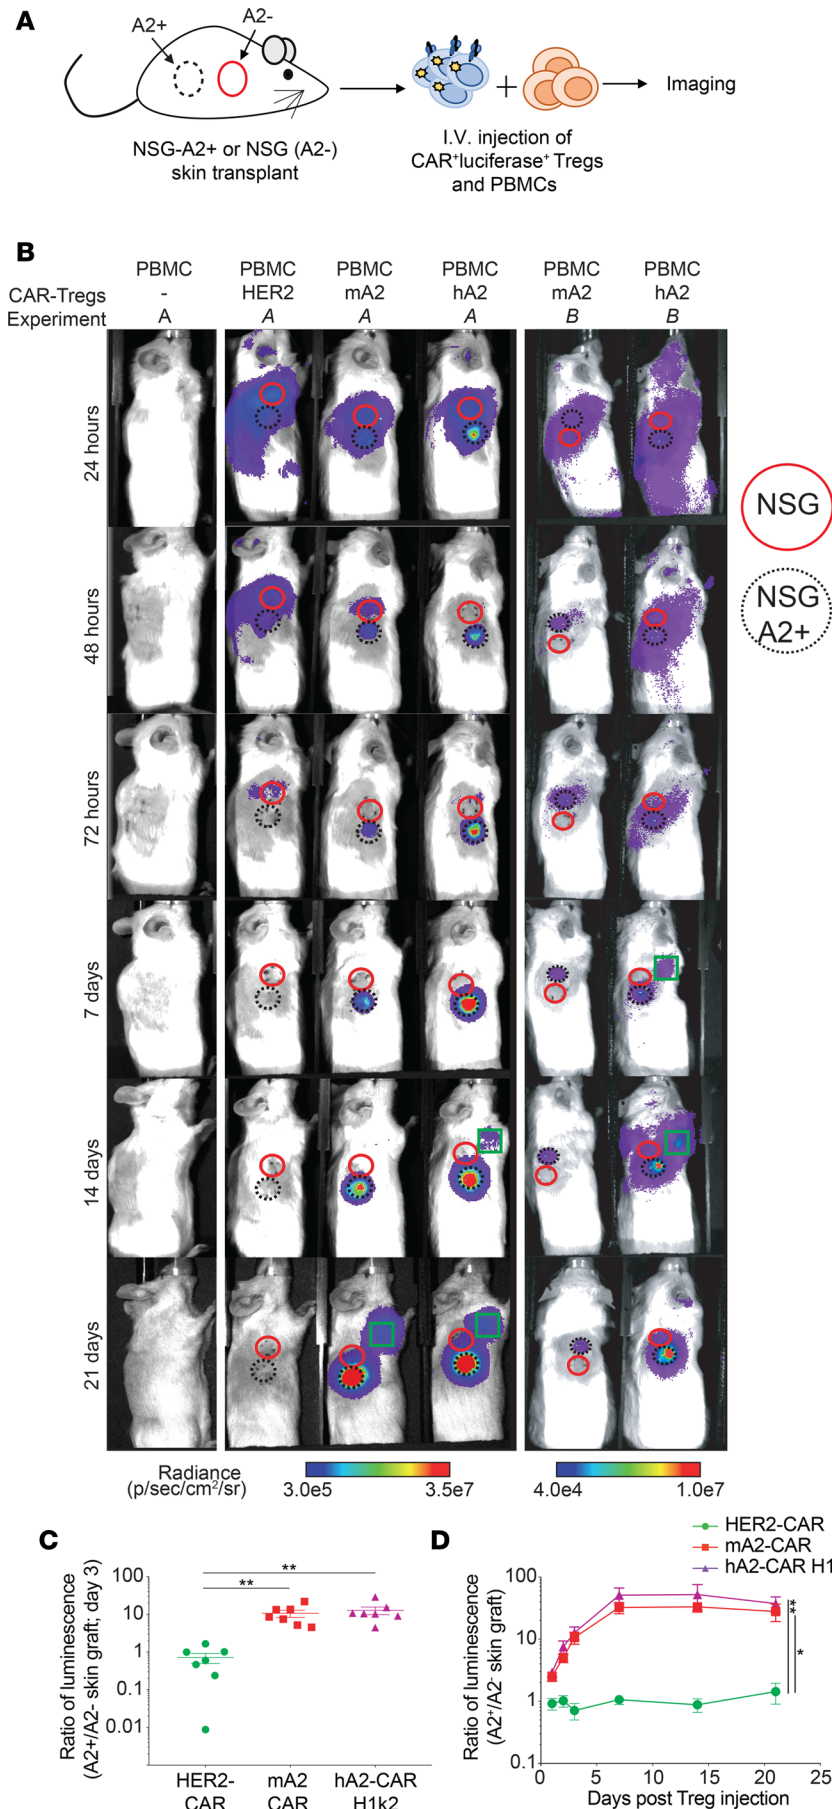 A
A2+
A2-
Imaging
NSG-A2+ or NSG (A2-)
skin transplant
I.V. injection of
CAR⁺luciferase⁺ Tregs
and PBMCs
B
PBMC PBMC PBMC PBMC PBMC PBMC
CAR-Tregs - HER2 mA2 hA2 mA2 hA2
Experiment A A A A B B
24 hours
NSG
48 hours
NSG
A2+
72 hours
7 days
14 days
21 days
Radiance
(p/sec/cm²/sr)
3.0e5 3.5e7 4.0e4 1.0e7
C
Ratio of luminescence
(A2+/A2- skin graft; day 3)
100
10
1
0.1
0.01
**
**
HER2-
CAR
mA2
CAR
hA2-CAR
H1k2
D
HER2-CAR
mA2-CAR
hA2-CAR H1
Ratio of luminescence
(A2⁺/A2⁻ skin graft)
100
10
1
0.1
**
*
0 5 10 15 20 25
Days post Treg injection